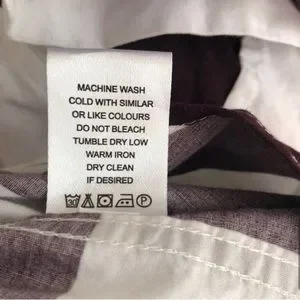 MACHINE WASH
COLD WITH SIMILAR
OR LIKE COLOURS
DO NOT BLEACH
TUMBLE DRY LOW
WARM IRON
DRY CLEAN
IF DESIRED
30